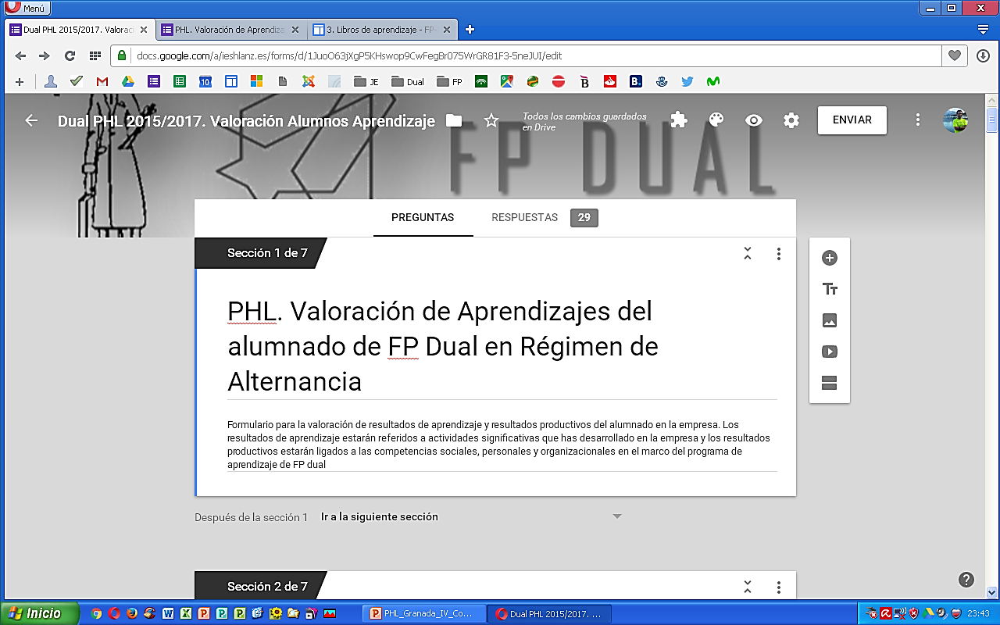 Menú
Dual PHL 2015/2017. Valorac
PHL. Valoración de Aprendiza
3. Libros de aprendizaje - FP-
docs.google.com/a/ieshlanz.es/forms/d/1JuoO63jXgP5KHswop9CwFegBr075WrGR81F3-5neJUI/edit
10
JE
Dual
FP
B
B.
Dual PHL 2015/2017. Valoración Alumnos Aprendizaje
Todos los cambios guardados
en Drive
ENVIAR
FP DUAL
PREGUNTAS
RESPUESTAS
29
Sección 1 de 7
PHL. Valoración de Aprendizajes del
alumnado de FP Dual en Régimen de
Alternancia
Formulario para la valoración de resultados de aprendizaje y resultados productivos del alumnado en la empresa. Los
resultados de aprendizaje estarán referidos a actividades significativas que has desarrollado en la empresa y los resultados
productivos estarán ligados a las competencias sociales, personales y organizacionales en el marco del programa de
aprendizaje de FP dual
Después de la sección 1
Ir a la siguiente sección
Sección 2 de 7
Inicio
PHL_Granada_IV_Co...
Dual PHL 2015/2017. ...
23:43